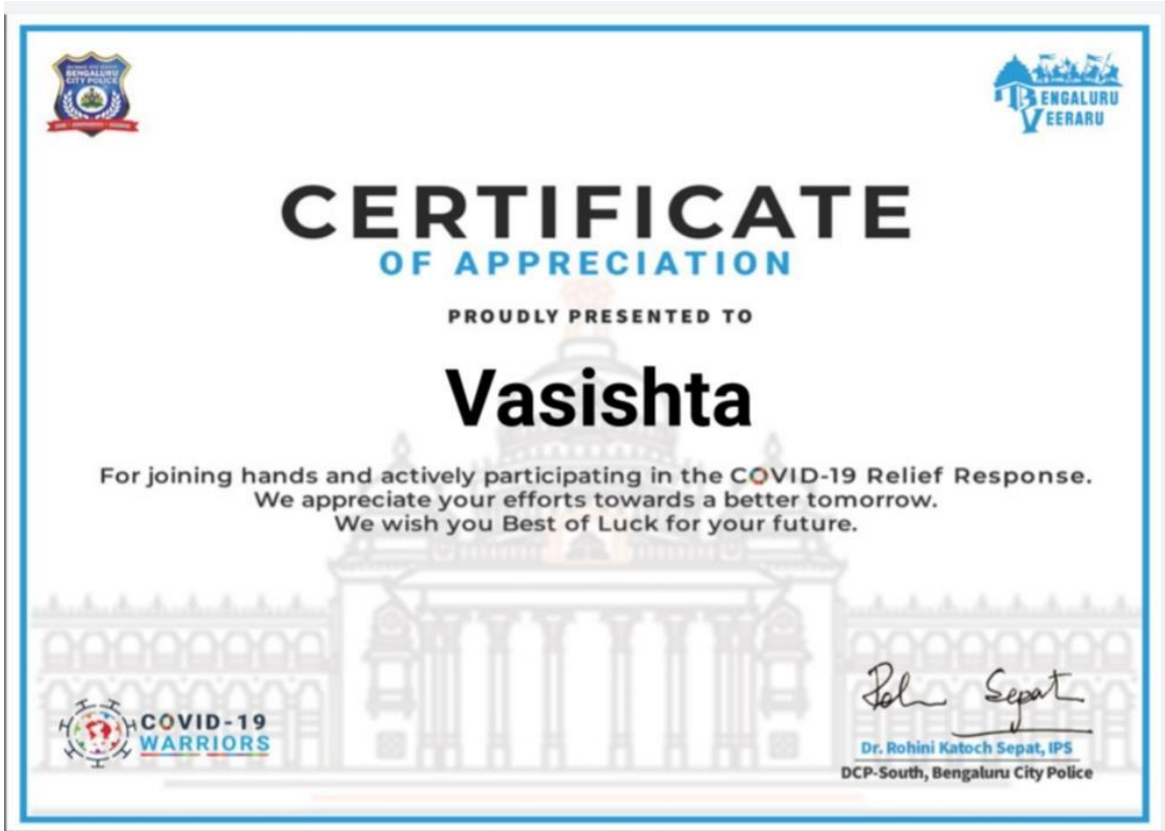 BENGALURU
CITY POLICE
BENGALURU
VEERARU
CERTIFICATE
OF APPRECIATION
PROUDLY PRESENTED TO
Vasishta
For joining hands and actively participating in the COVID-19 Relief Response.
We appreciate your efforts towards a better tomorrow.
We wish you Best of Luck for your future.
COVID-19
WARRIORS
Sepat
Dr. Rohini Katoch Sepat, IPS
DCP-South, Bengaluru City Police